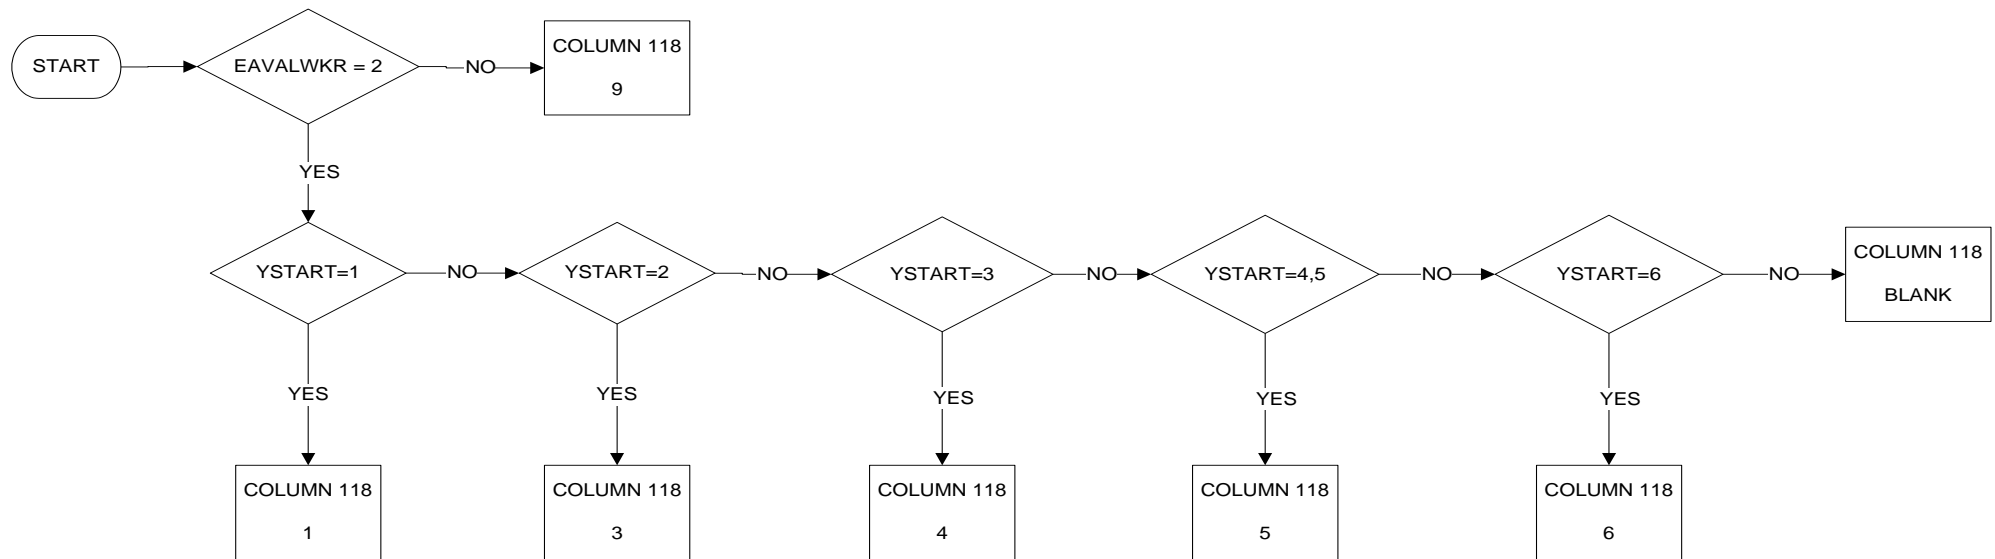 START
EAVALWKR = 2
NO
COLUMN 118
9
YES
YSTART=1
NO
YSTART=2
NO
YSTART=3
NO
YSTART=4,5
NO
YSTART=6
NO
COLUMN 118
BLANK
YES
YES
YES
YES
YES
COLUMN 118
1
COLUMN 118
3
COLUMN 118
4
COLUMN 118
5
COLUMN 118
6